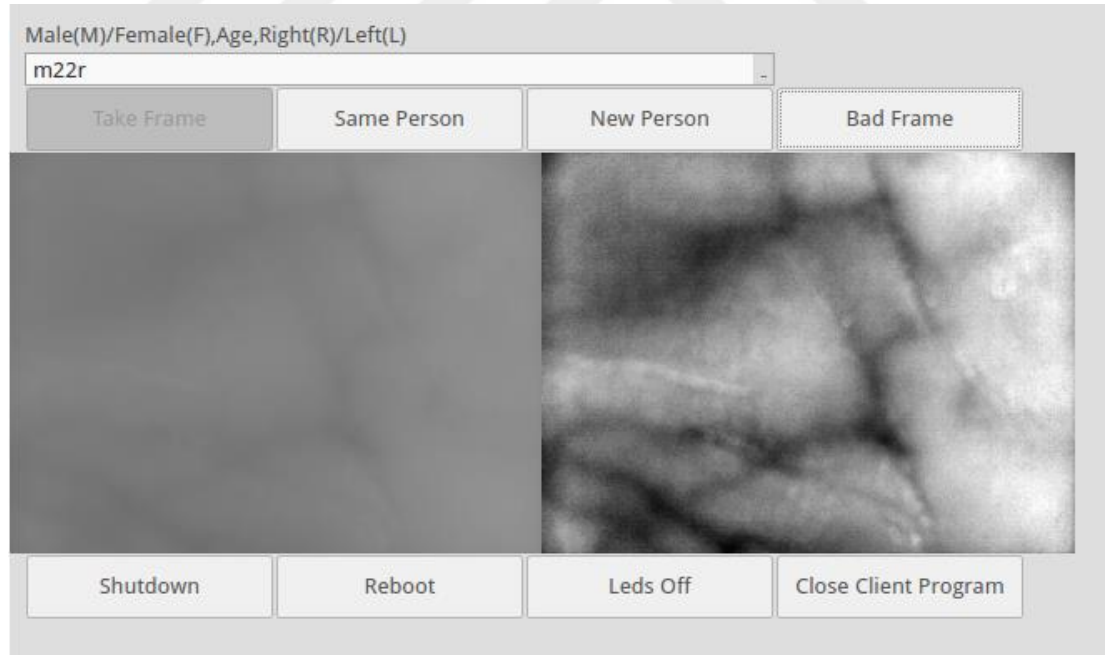 Male(M)/Female(F),Age,Right(R)/Left(L)
m22r
Take Frame Same Person New Person Bad Frame
Shutdown Reboot Leds Off Close Client Program